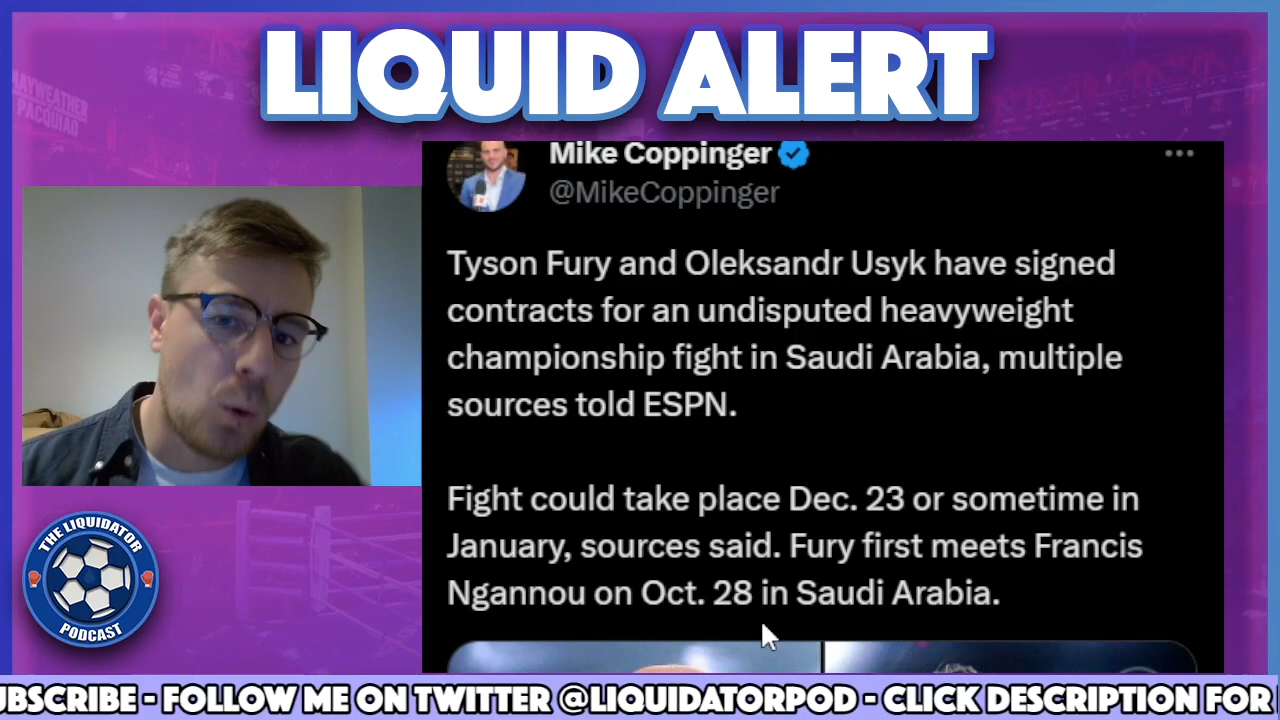 LIQUID ALERT
MAYWEATHER
PACQUIAO
Mike Coppinger
@MikeCoppinger
Tyson Fury and Oleksandr Usyk have signed
contracts for an undisputed heavyweight
championship fight in Saudi Arabia, multiple
sources told ESPN.
Fight could take place Dec. 23 or sometime in
January, sources said. Fury first meets Francis
Ngannou on Oct. 28 in Saudi Arabia.
THE LIQUIDATOR
PODCAST
UBSCRIBE - FOLLOW ME ON TWITTER @LIQUIDATORPOD - CLICK DESCRIPTION FOR